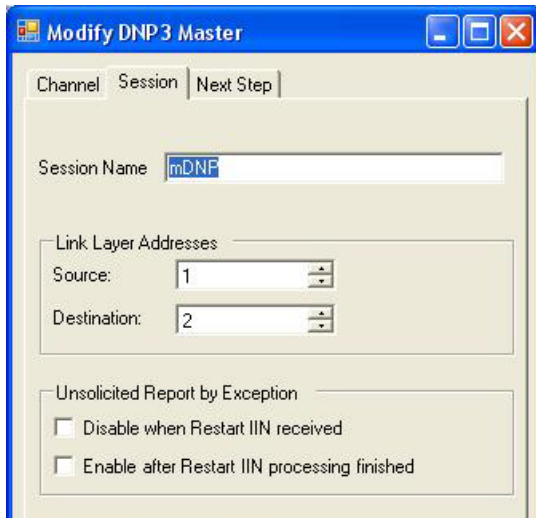 Modify DNP3 Master
Channel Session Next Step
Session Name mDNP
Link Layer Addresses
Source: 1
Destination: 2
Unsolicited Report by Exception
Disable when Restart IIN received
Enable after Restart IIN processing finished